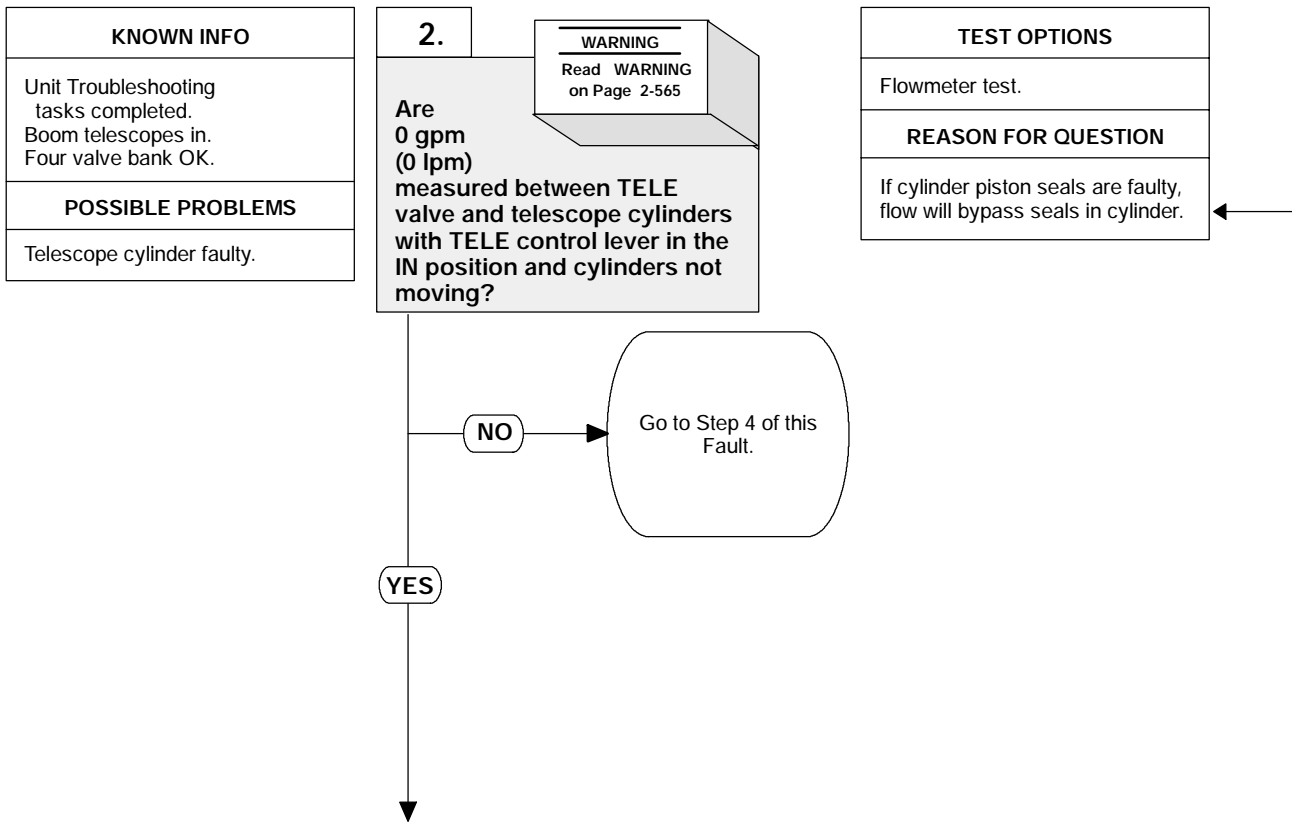 KNOWN INFO
Unit Troubleshooting
tasks completed.
Boom telescopes in.
Four valve bank OK.
POSSIBLE PROBLEMS
Telescope cylinder faulty.
2.
WARNING
Read WARNING
on Page 2-565
Are
0 gpm
(0 lpm)
measured between TELE
valve and telescope cylinders
with TELE control lever in the
IN position and cylinders not
moving?
TEST OPTIONS
Flowmeter test.
REASON FOR QUESTION
If cylinder piston seals are faulty,
flow will bypass seals in cylinder.
NO
Go to Step 4 of this
Fault.
YES